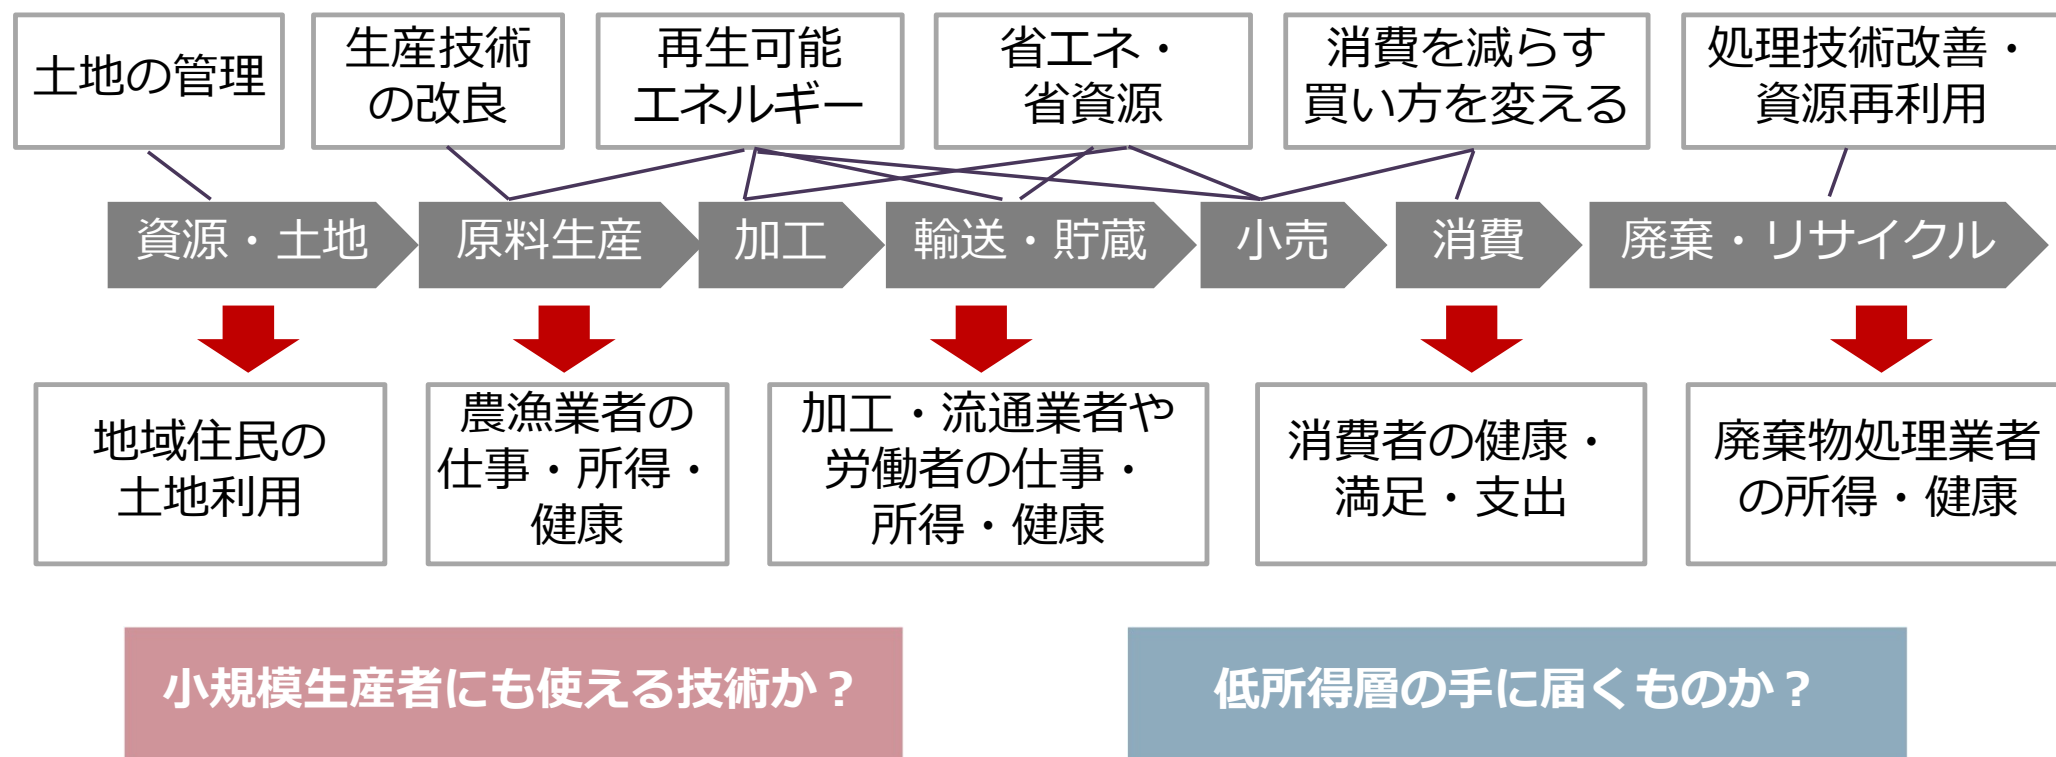 土地の管理
生産技術
の改良
再生可能
エネルギー
省エネ・
省資源
消費を減らす
買い方を変える
処理技術改善・
資源再利用
資源・土地
原料生産
加工
輸送・貯蔵
小売
消費
廃棄・リサイクル
地域住民の
土地利用
農漁業者の
仕事・所得・
健康
加工・流通業者や
労働者の仕事・
所得・健康
消費者の健康・
満足・支出
廃棄物処理業者
の所得・健康
小規模生産者にも使える技術か？
低所得層の手に届くものか？